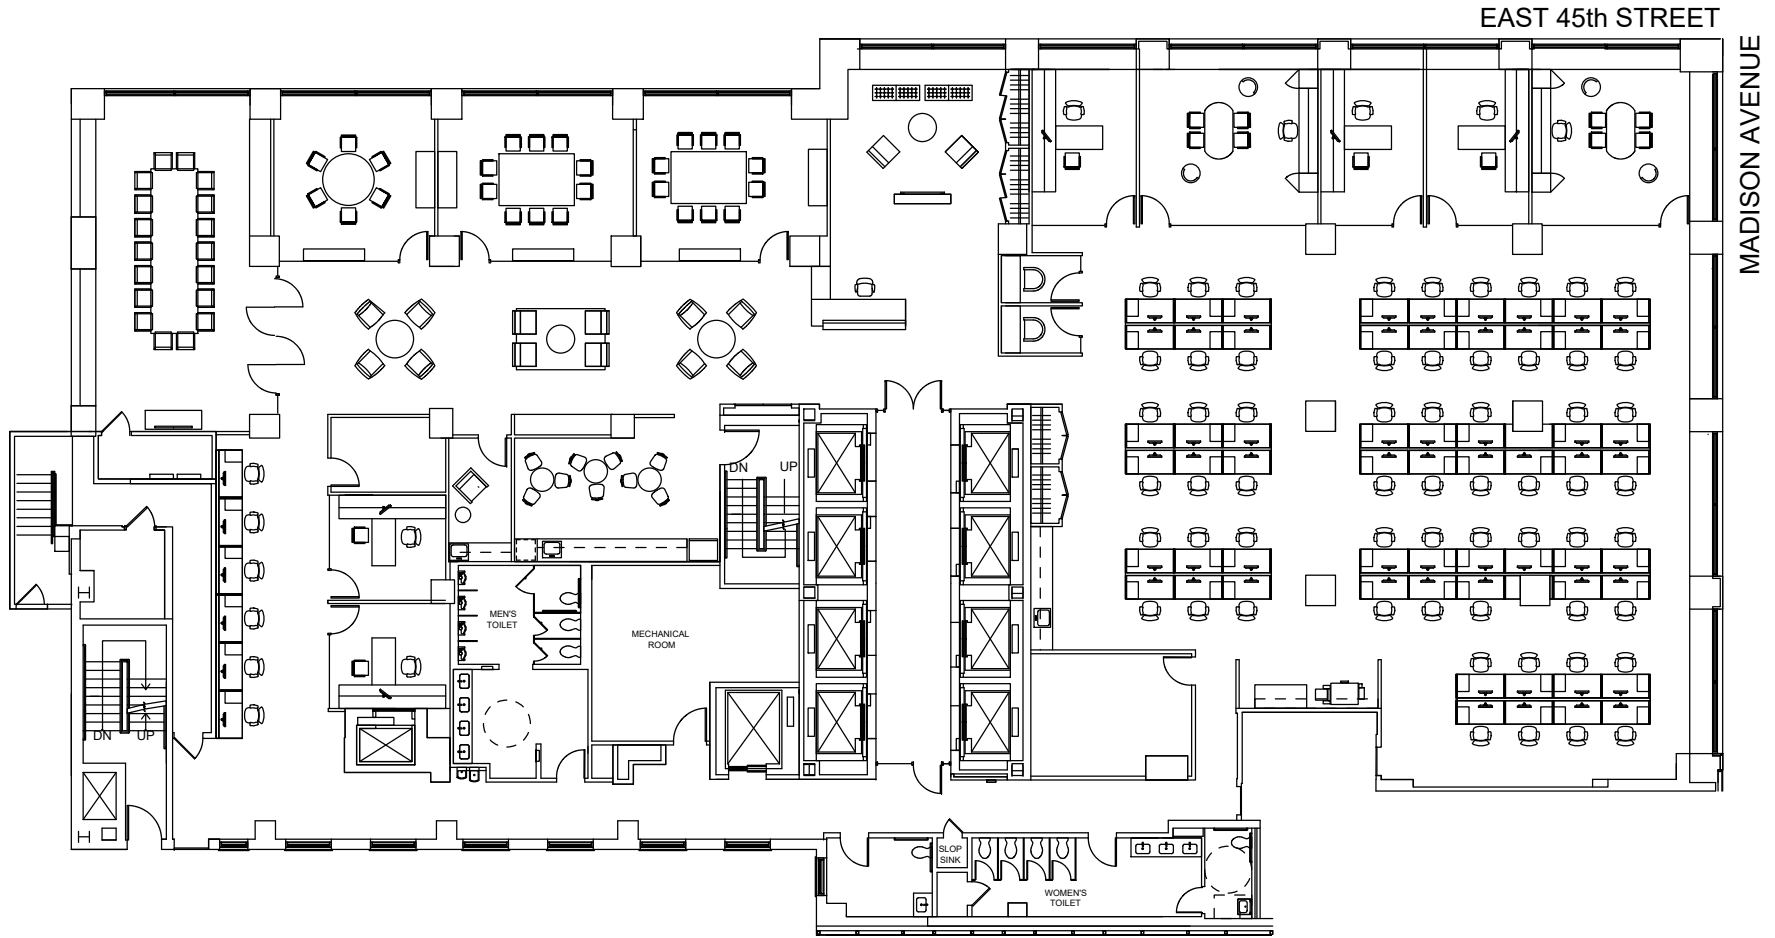 EAST 45th STREET
MADISON AVENUE
DN
UP
MEN'S
TOILET
MECHANICAL
ROOM
DN
UP
SLOP
SINK
WOMEN'S
TOILET